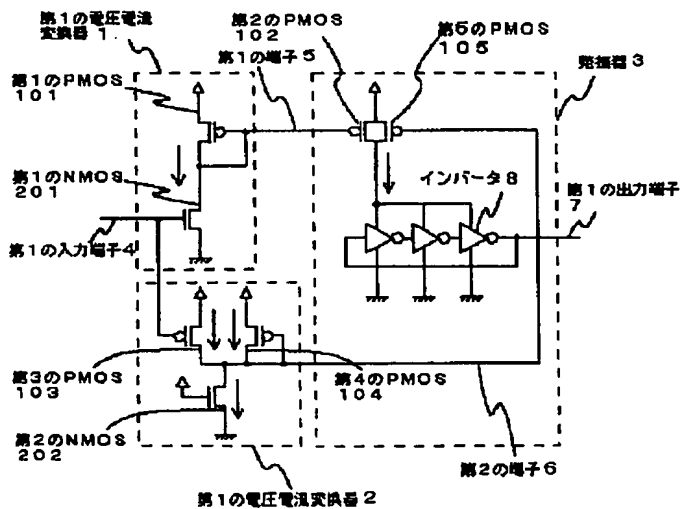 第1の電圧電流
変換器1.
第2のPMOS
102
第5のPMOS
105
第1の端子5
発振器3
第1のPMOS
101
第1のNMOS
201
インバータ8
第1の出力端子
7
第1の入力端子4
第3のPMOS
103
第4のPMOS
104
第2のNMOS
202
第2の端子6
第1の電圧電流変換器2